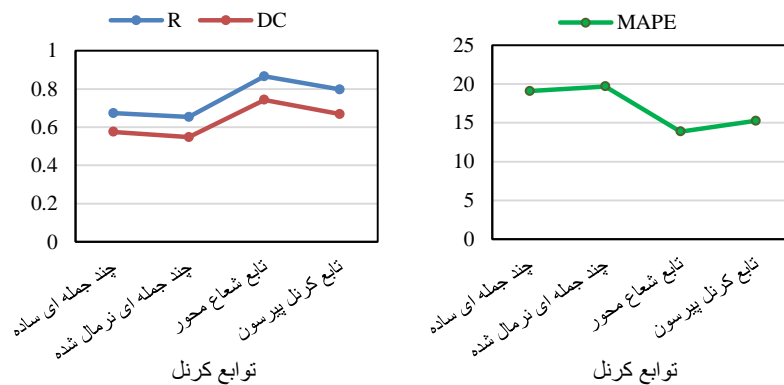 R DC
1
0.8
0.6
0.4
0.2
0
چند جمله ای ساده
چند جمله ای نرمال شده
تابع شعاع محور
تابع کرنل پیرسون
توابع کرنل
MAPE
25
20
15
10
5
0
چند جمله ای ساده
چند جمله ای نرمال شده
تابع شعاع محور
تابع کرنل پیرسون
توابع کرنل